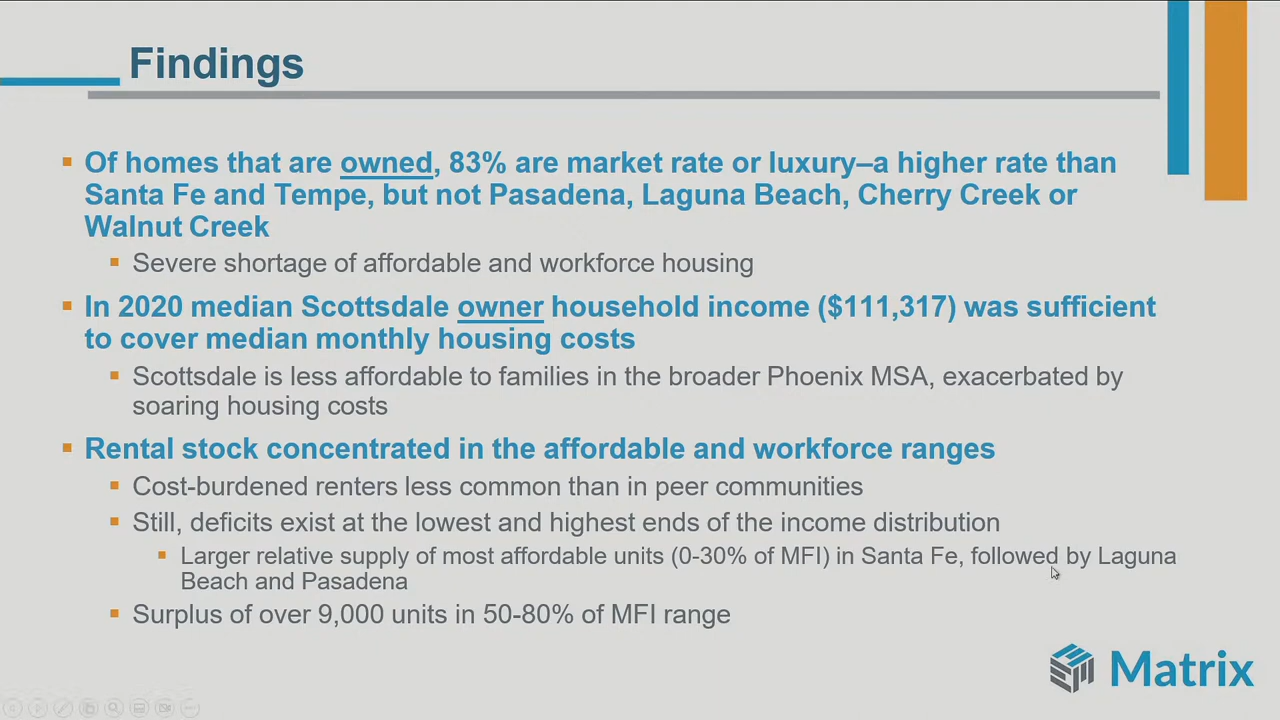 Findings
Of homes that are owned, 83% are market rate or luxury–a higher rate than
Santa Fe and Tempe, but not Pasadena, Laguna Beach, Cherry Creek or
Walnut Creek
Severe shortage of affordable and workforce housing
In 2020 median Scottsdale owner household income ($111,317) was sufficient
to cover median monthly housing costs
Scottsdale is less affordable to families in the broader Phoenix MSA, exacerbated by
soaring housing costs
Rental stock concentrated in the affordable and workforce ranges
Cost-burdened renters less common than in peer communities
Still, deficits exist at the lowest and highest ends of the income distribution
Larger relative supply of most affordable units (0-30% of MFI) in Santa Fe, followed by Laguna
Beach and Pasadena
Surplus of over 9,000 units in 50-80% of MFI range
Matrix